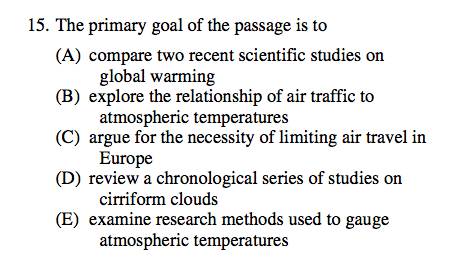 15. The primary goal of the passage is to
(A) compare two recent scientific studies on
global warming
(B) explore the relationship of air traffic to
atmospheric temperatures
(C) argue for the necessity of limiting air travel in
Europe
(D) review a chronological series of studies on
cirriform clouds
(E) examine research methods used to gauge
atmospheric temperatures